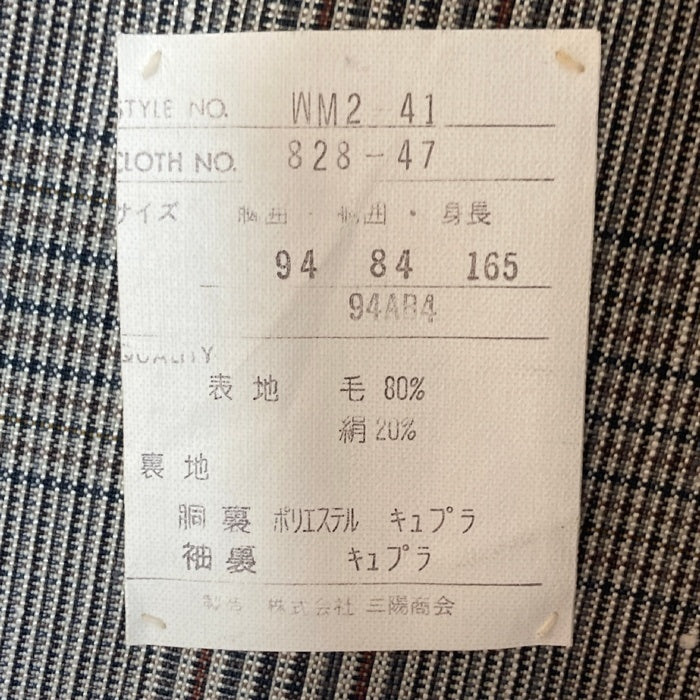 STYLE NO. WM2-41
CLOTH NO. 828-47
サイズ 胸囲・胴囲・身長
94 84 165
94AB4
QUALITY
表地 毛 80%
絹 20%
裏地
胴裏 ポリエステル キュプラ
袖裏 キュプラ
製造 株式会社 三陽商会